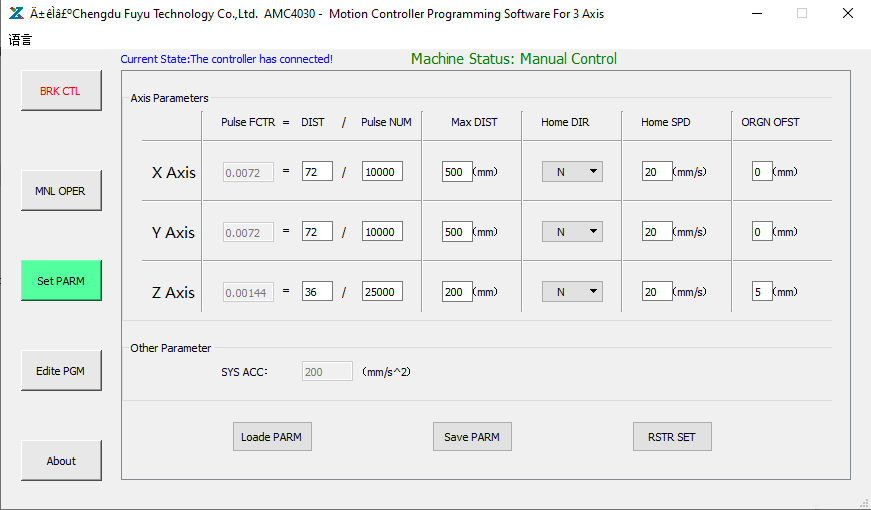 Ä±êÌâ£ºChengdu Fuyu Technology Co.,Ltd. AMC4030 - Motion Controller Programming Software For 3 Axis
语言
Current State:The controller has connected! Machine Status: Manual Control
BRK CTL
MNL OPER
Set PARM
Edite PGM
About
Axis Parameters
Pulse FCTR = DIST / Pulse NUM Max DIST Home DIR Home SPD ORGN OFST
X Axis 0.0072 = 72 / 10000 500 (mm) N 20 (mm/s) 0 (mm)
Y Axis 0.0072 = 72 / 10000 500 (mm) N 20 (mm/s) 0 (mm)
Z Axis 0.00144 = 36 / 25000 200 (mm) N 20 (mm/s) 5 (mm)
Other Parameter
SYS ACC: 200 (mm/s^2)
Loade PARM Save PARM RSTR SET